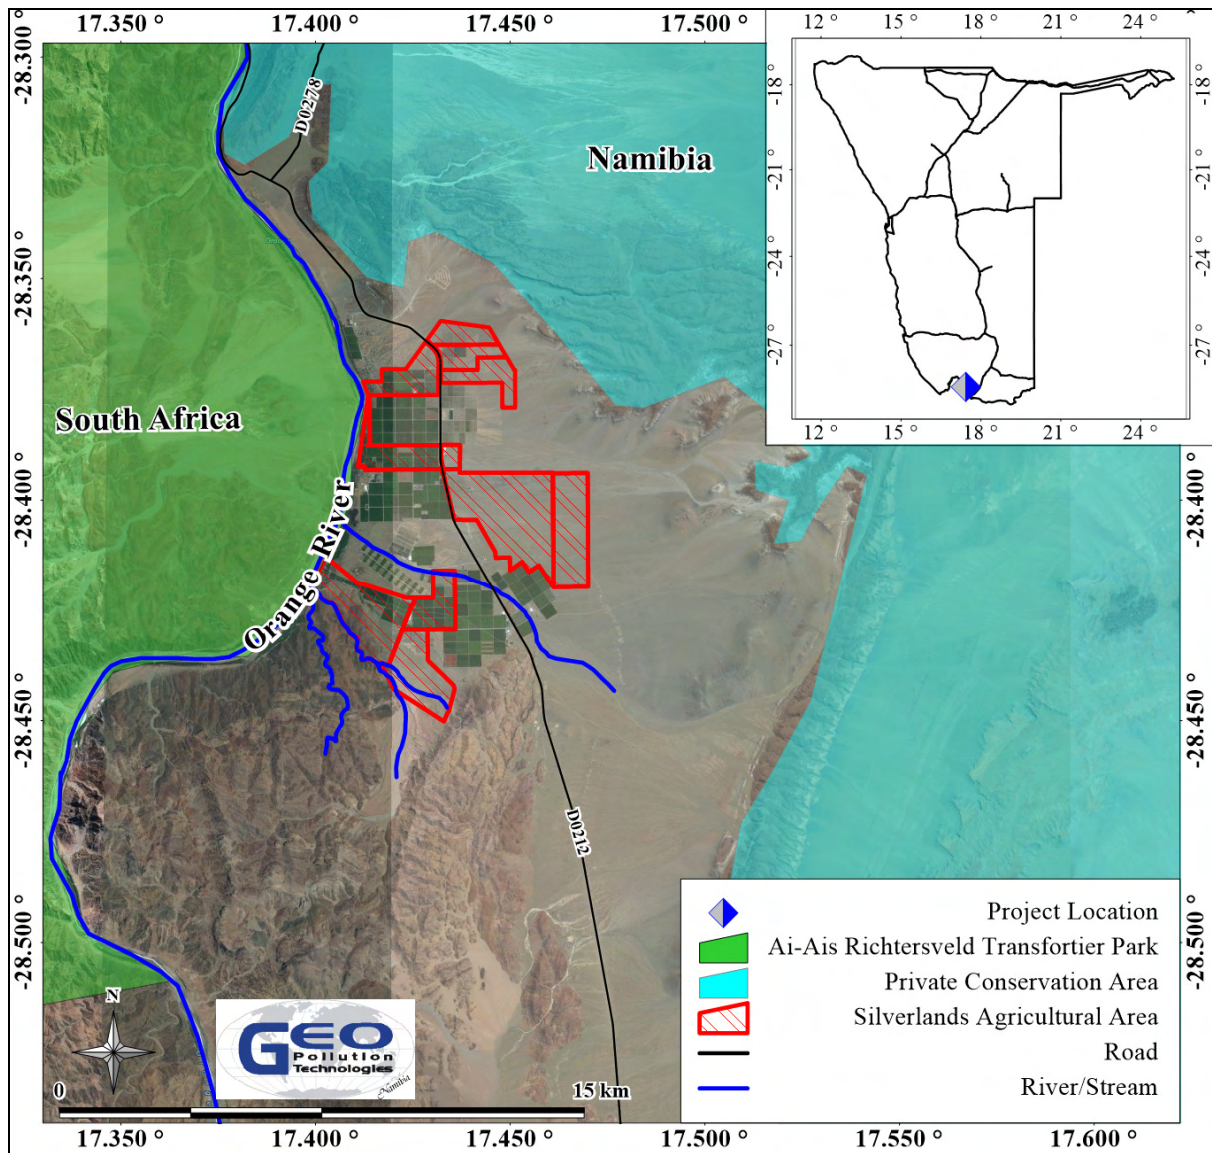 17.350 °
17.400 °
17.450 °
17.500 °
12 °
15 °
18 °
21 °
24 °
-18 °
-21 °
-24 °
-27 °
12 °
15 °
18 °
21 °
24 °
-28.300 °
-28.350 °
-28.400 °
-28.450 °
-28.500 °
-28.400 °
-28.450 °
-28.500 °
D0278
Namibia
South Africa
Orange River
D0212
Project Location
Ai-Ais Richtersveld Transfortier Park
Private Conservation Area
Silverlands Agricultural Area
Road
River/Stream
N
GEO
Pollution
Technologies
Namibia
0
15 km
17.350 °
17.400 °
17.450 °
17.500 °
17.550 °
17.600 °